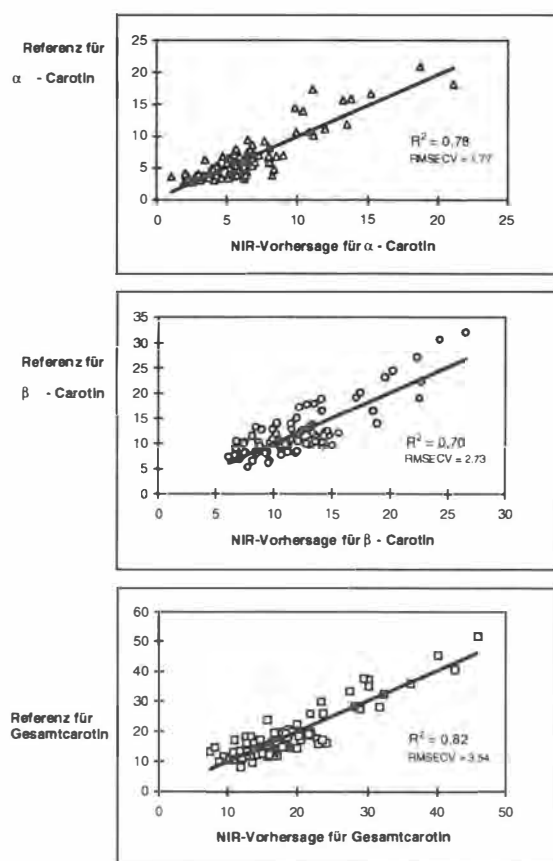 Referenz für
α - Carotin
25
20
15
10
5
0
0 5 10 15 20 25
R² = 0,78
RMSECV = 1,77
NIR-Vorhersage für α - Carotin
Referenz für
β - Carotin
35
30
25
20
15
10
5
0
0 5 10 15 20 25 30
R² = 0,70
RMSECV = 2.73
NIR-Vorhersage für β - Carotin
Referenz für
Gesamtcarotin
60
50
40
30
20
10
0
0 10 20 30 40 50
R² = 0,82
RMSECV = 3.54
NIR-Vorhersage für Gesamtcarotin